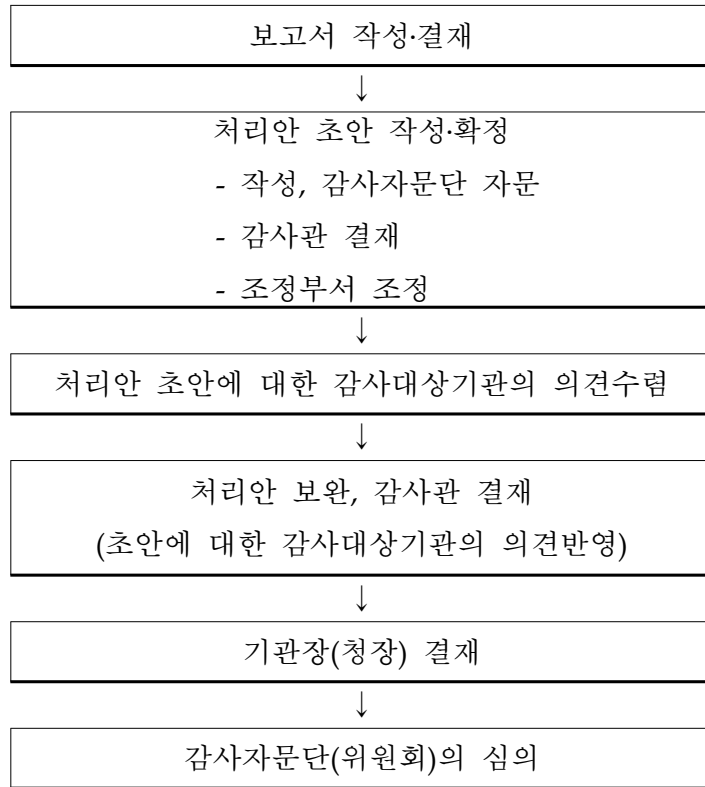 보고서 작성·결재
↓
처리안 초안 작성·확정
- 작성, 감사자문단 자문
- 감사관 결재
- 조정부서 조정
↓
처리안 초안에 대한 감사대상기관의 의견수렴
↓
처리안 보완, 감사관 결재
(초안에 대한 감사대상기관의 의견반영)
↓
기관장(청장) 결재
↓
감사자문단(위원회)의 심의